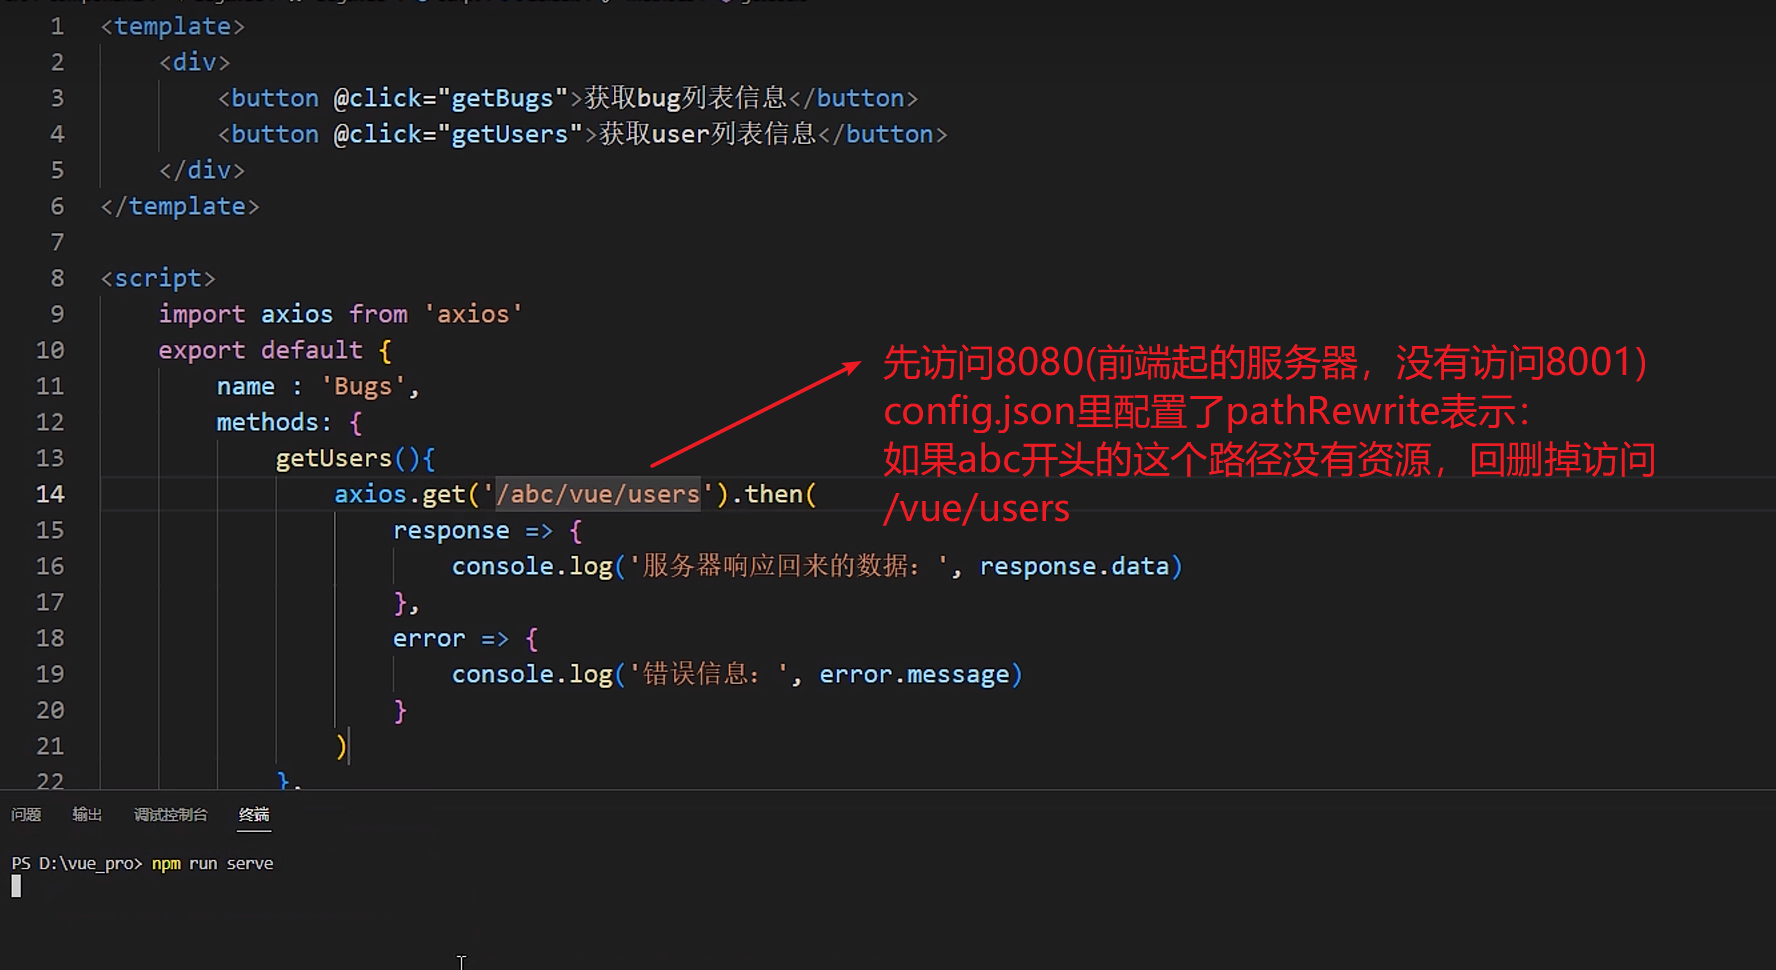 1 <template>
2 <div>
3 <button @click="getBugs">获取bug列表信息</button>
4 <button @click="getUsers">获取user列表信息</button>
5 </div>
6 </template>
7
8 <script>
9 import axios from 'axios'
10 export default {
11 name : 'Bugs',
12 methods: {
13 getUsers(){
14 axios.get('/abc/vue/users').then(
15 response => {
16 console.log('服务器响应回来的数据：', response.data)
17 },
18 error => {
19 console.log('错误信息：', error.message)
20 }
21 )
22 },
先访问8080(前端起的服务器，没有访问8001)
config.json里配置了pathRewrite表示：
如果abc开头的这个路径没有资源，回删掉访问
/vue/users
问题 输出 调试控制台 终端
PS D:\vue_pro> npm run serve